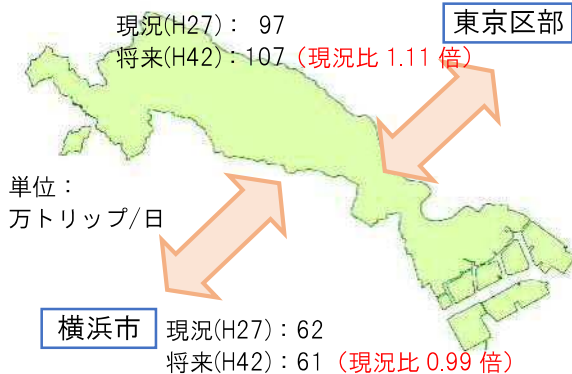 現況(H27)： 97
将来(H42)：107（現況比 1.11 倍）
東京区部
単位：
万トリップ/日
横浜市
現況(H27)：62
将来(H42)：61（現況比 0.99 倍）